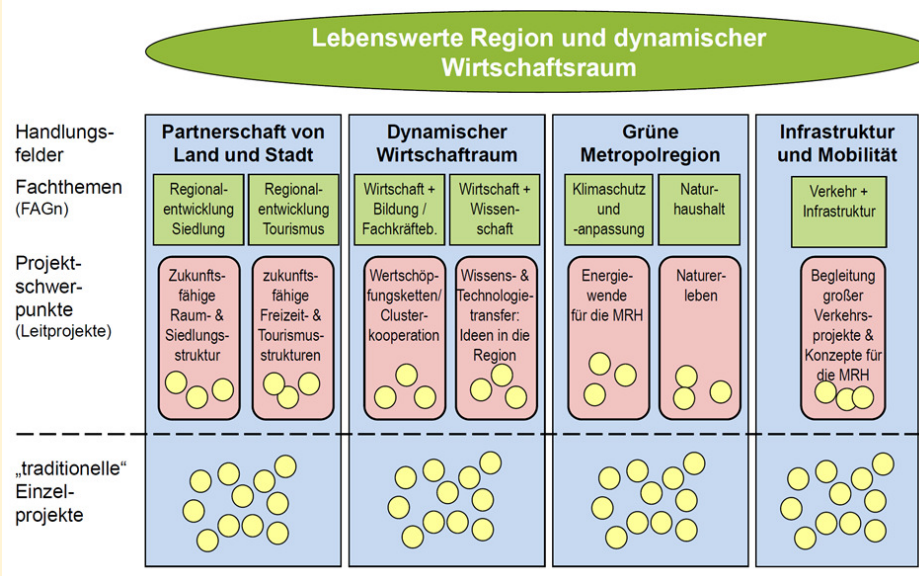 Lebenswerte Region und dynamischer
Wirtschaftsraum
Handlungs-
felder
Partnerschaft von
Land und Stadt
Dynamischer
Wirtschaftraum
Grüne
Metropolregion
Infrastruktur
und Mobilität
Fachthemen
(FAGn)
Regional-
entwicklung
Siedlung
Regional-
entwicklung
Tourismus
Wirtschaft +
Bildung /
Fachkräfteb.
Wirtschaft +
Wissen-
schaft
Klimaschutz
und
-anpassung
Natur-
haushalt
Verkehr +
Infrastruktur
Projekt-
schwer-
punkte
(Leitprojekte)
Zukunfts-
fähige
Raum- &
Siedlungs-
struktur
zukunfts-
fähige
Freizeit- &
Tourismus-
strukturen
Wertschöp-
fungsketten/
Cluster-
kooperation
Wissens- &
Technologie-
transfer:
Ideen in die
Region
Energie-
wende
für die MRH
Naturer-
leben
Begleitung
großer
Verkehrs-
projekte &
Konzepte für
die MRH
„traditionelle“
Einzel-
projekte